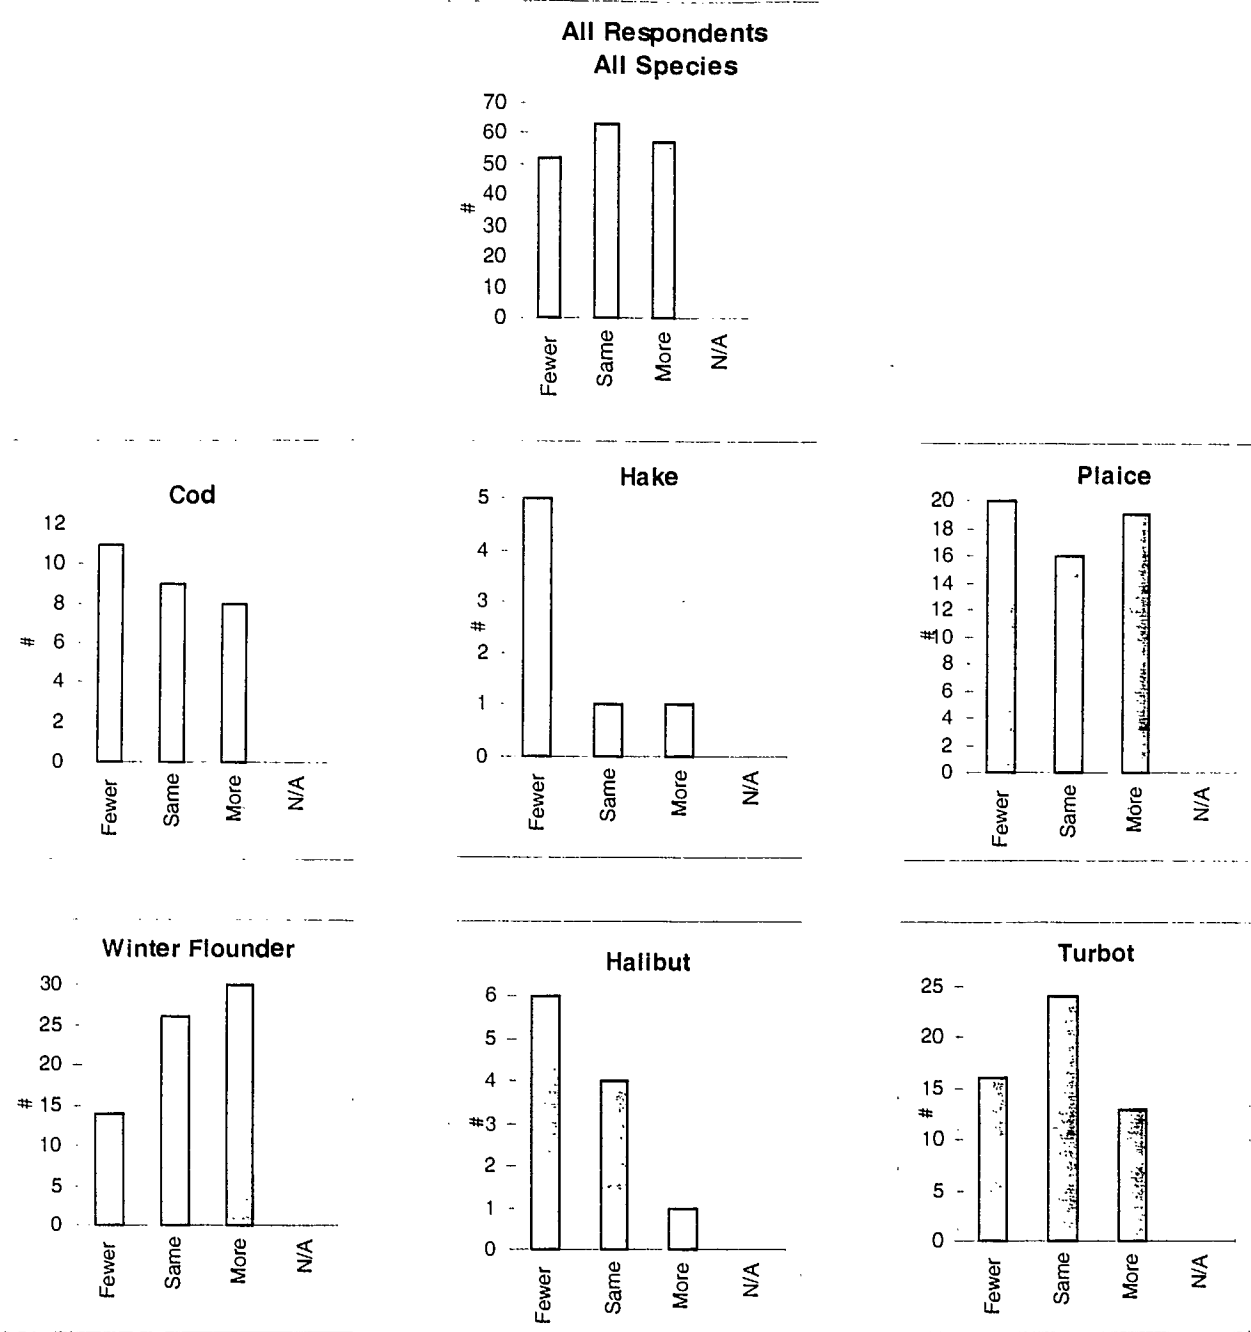 All Respondents
All Species
70
60
50
40
30
20
10
0
#
Fewer
Same
More
N/A
Cod
12
10
8
6
4
2
0
#
Fewer
Same
More
N/A
Hake
5
4
3
2
1
0
#
Fewer
Same
More
N/A
Plaice
20
18
16
14
12
10
8
6
4
2
0
#
Fewer
Same
More
N/A
Winter Flounder
30
25
20
15
10
5
0
#
Fewer
Same
More
N/A
Halibut
6
5
4
3
2
1
0
#
Fewer
Same
More
N/A
Turbot
25
20
15
10
5
0
#
Fewer
Same
More
N/A